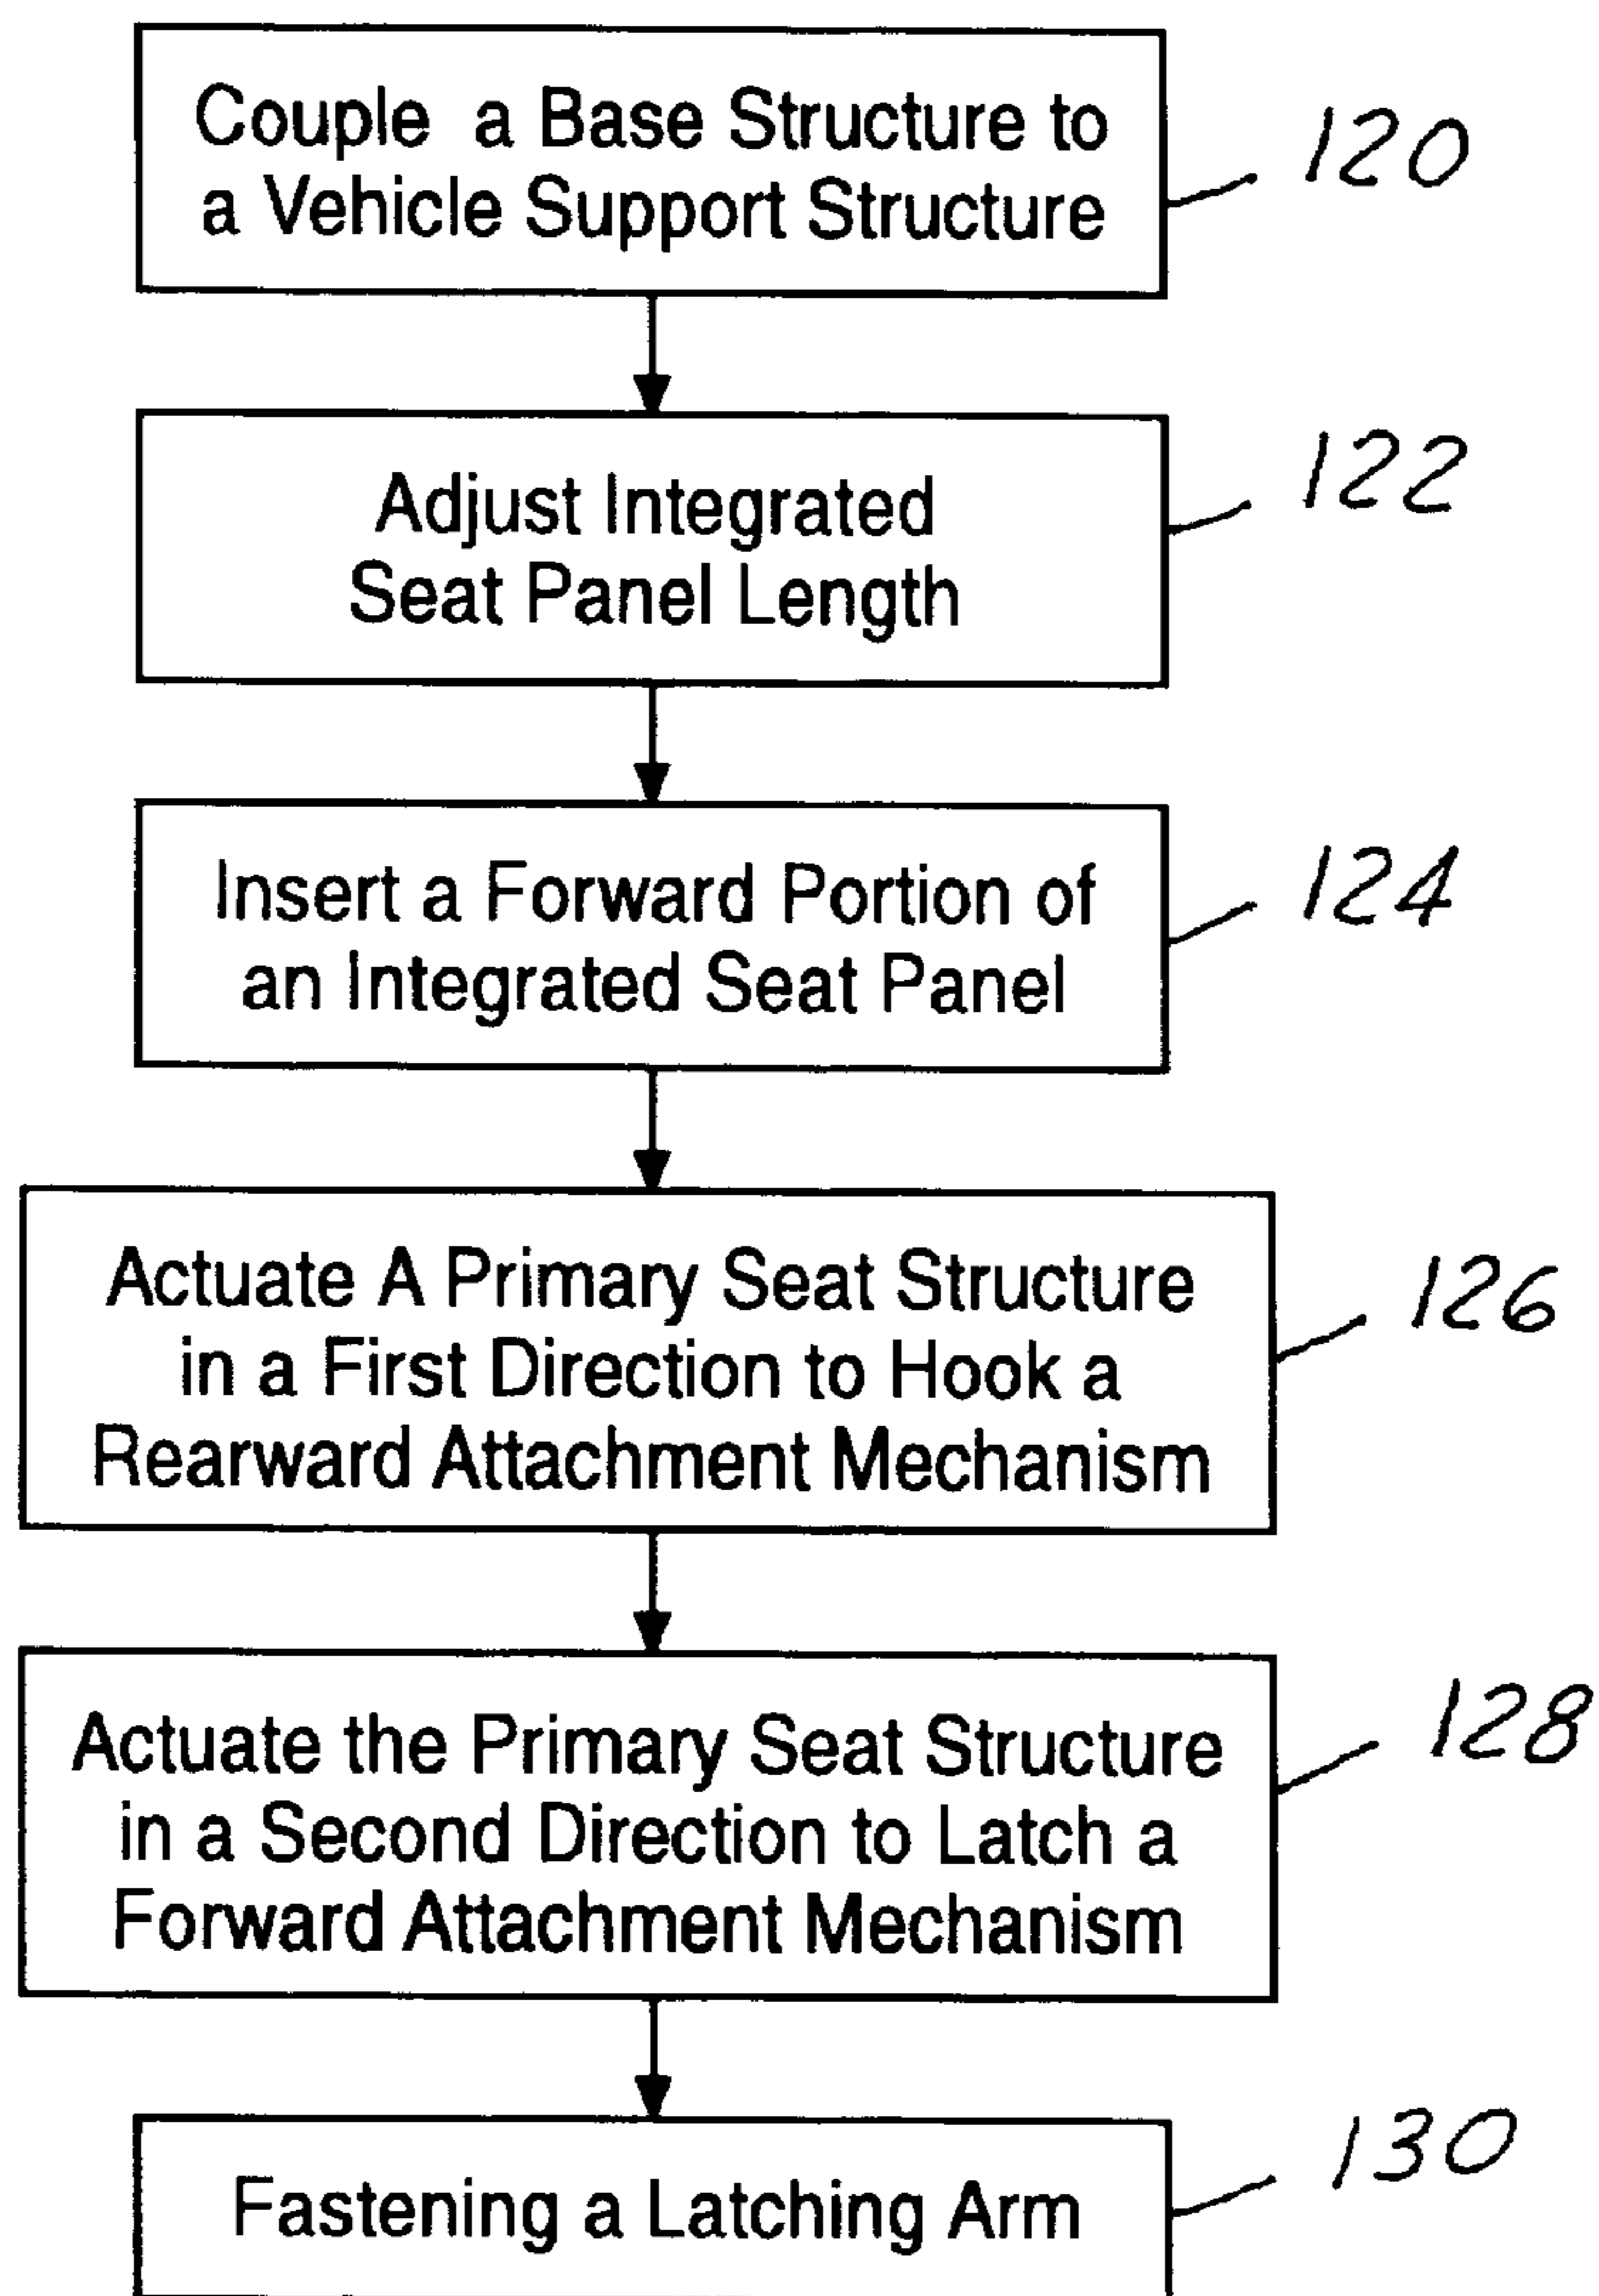 Couple a Base Structure to
a Vehicle Support Structure
120
Adjust Integrated
Seat Panel Length
122
Insert a Forward Portion of
an Integrated Seat Panel
124
Actuate A Primary Seat Structure
in a First Direction to Hook a
Rearward Attachment Mechanism
126
Actuate the Primary Seat Structure
in a Second Direction to Latch a
Forward Attachment Mechanism
128
Fastening a Latching Arm
130